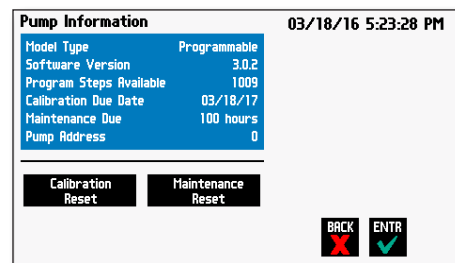 Pump Information 03/18/16 5:23:28 PM
Model Type Programmable
Software Version 3.0.2
Program Steps Available 1009
Calibration Due Date 03/18/17
Maintenance Due 100 hours
Pump Address 0
Calibration Reset
Maintenance Reset
BACK
ENTR